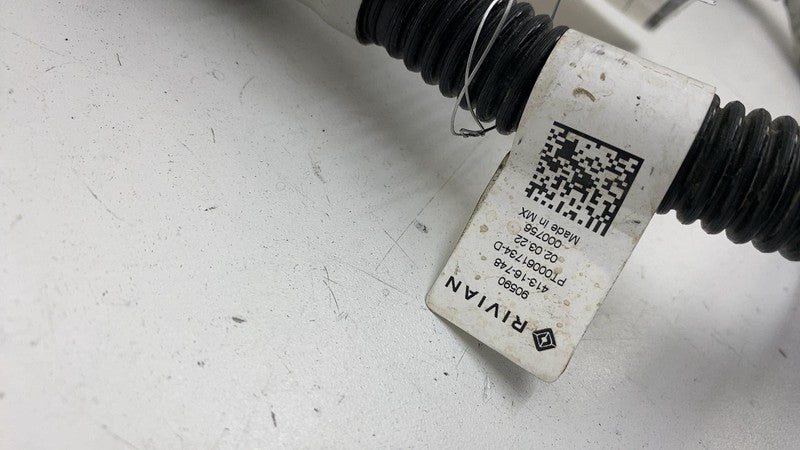 RIVIAN
90590
413-16-748
PT00061734-D
02.03.22
000756
Made in MX